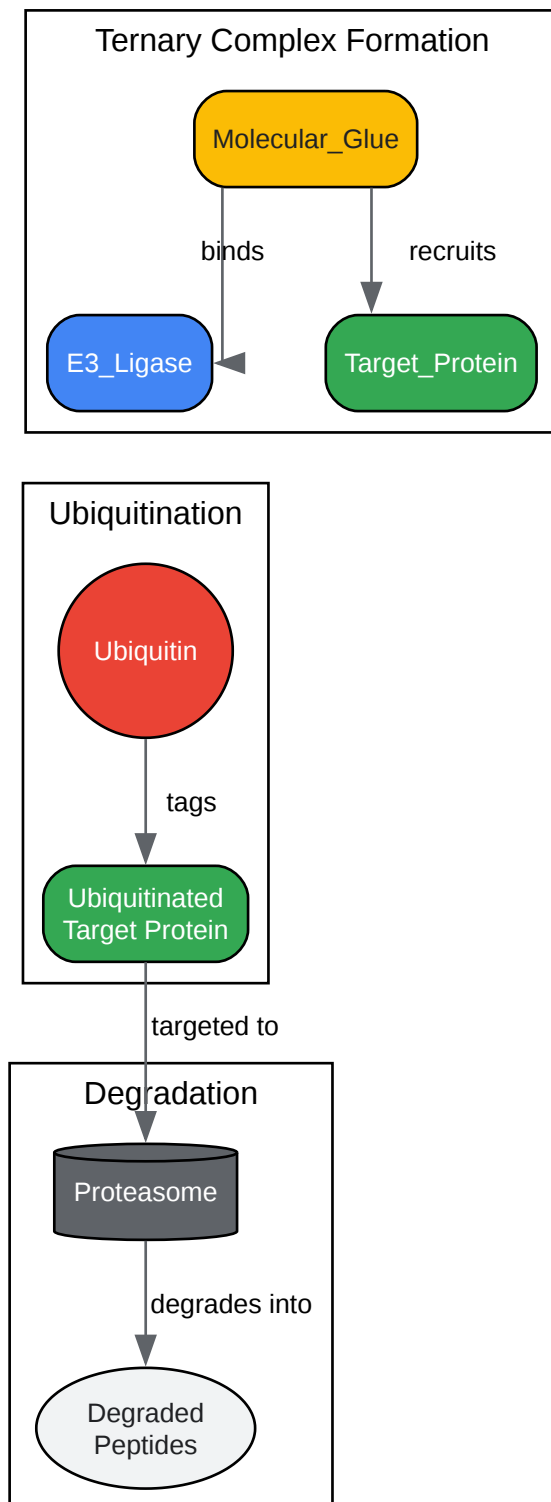 Ternary Complex Formation
Molecular_Glue
binds
recruits
E3_Ligase
Target_Protein
Ubiquitination
Ubiquitin
tags
Ubiquitinated
Target Protein
targeted to
Degradation
Proteasome
degrades into
Degraded
Peptides